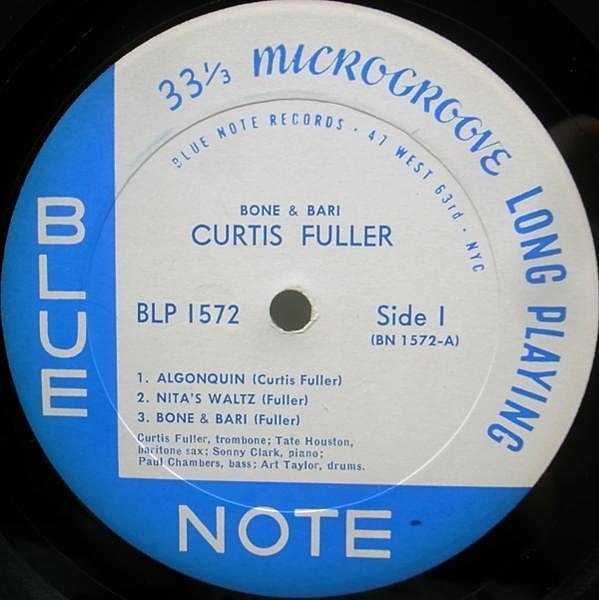 33⅓ MICROGROOVE LONG PLAYING
BLUE NOTE RECORDS · 47 WEST 63rd · NYC
BONE & BARI
CURTIS FULLER
BLP 1572
Side 1
(BN 1572-A)
1. ALGONQUIN (Curtis Fuller)
2. NITA'S WALTZ (Fuller)
3. BONE & BARI (Fuller)
Curtis Fuller, trombone; Tate Houston,
baritone sax; Sonny Clark, piano;
Paul Chambers, bass; Art Taylor, drums.
BLUE
NOTE